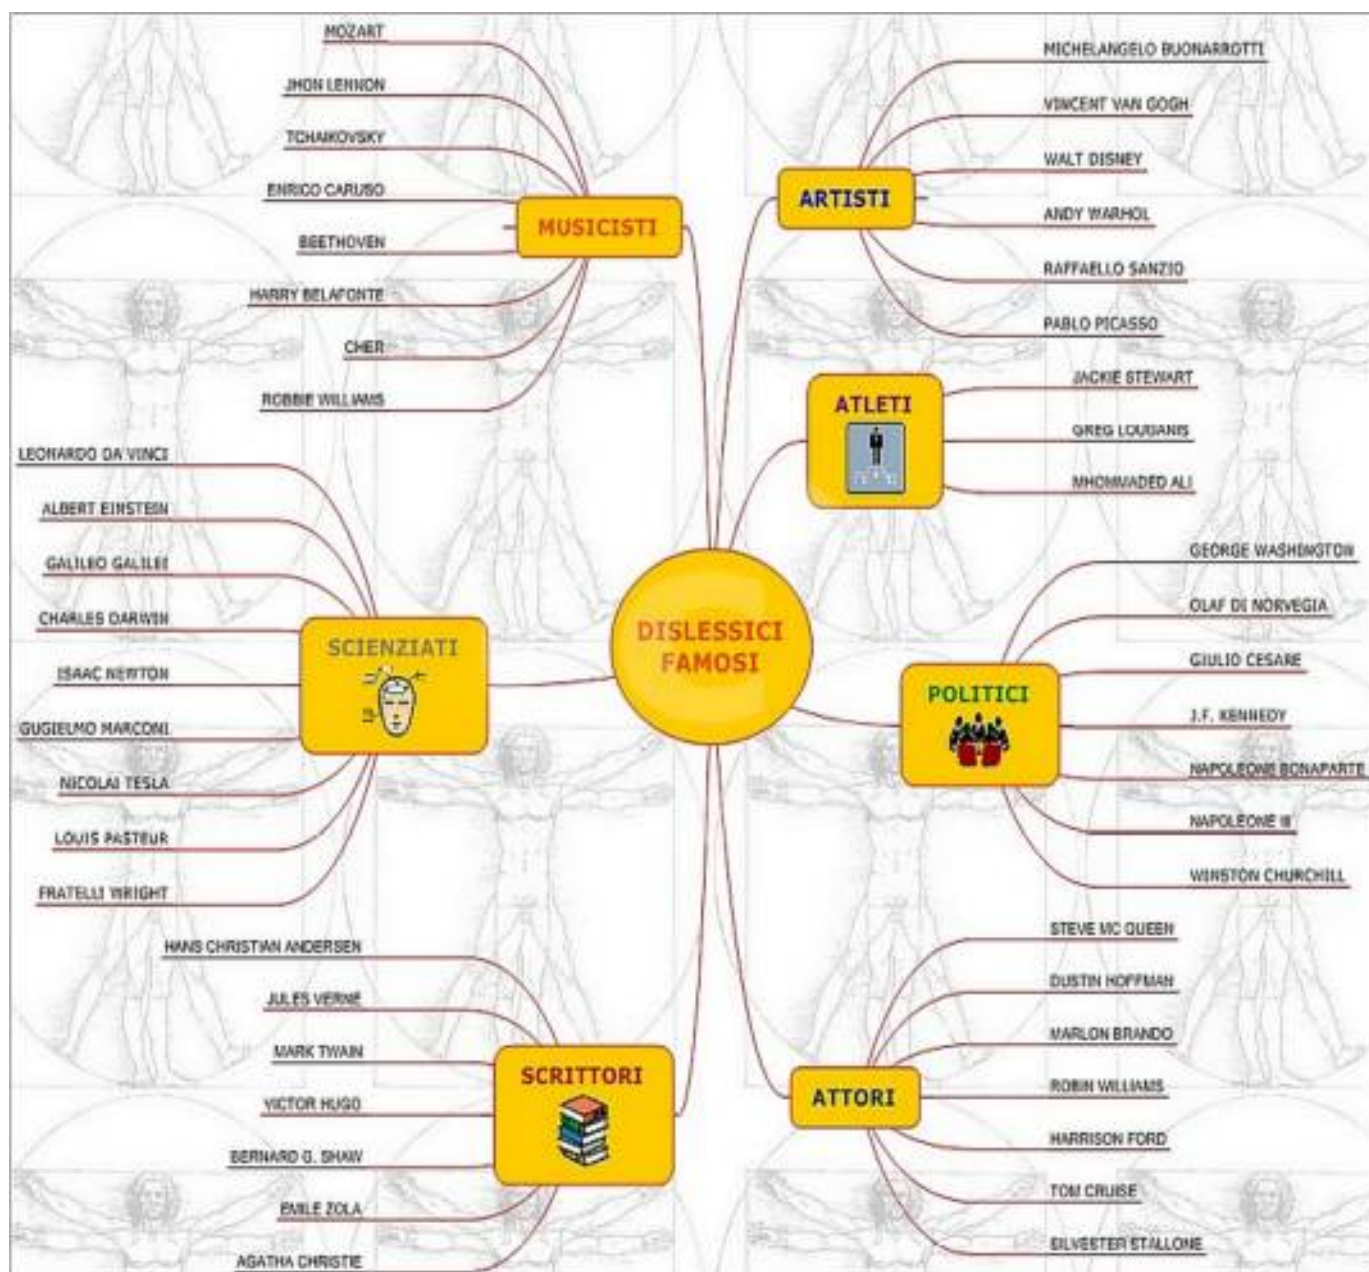 MOZART
JHON LENNON
TCHAIKOVSKY
ENRICO CARUSO
BEETHOVEN
HARRY BELAFONTE
CHER
ROBBIE WILLIAMS
MUSICISTI
MICHELANGELO BUONARROTTI
VINCENT VAN GOGH
WALT DISNEY
ANDY WARHOL
RAFFAELLO SANZIO
PABLO PICASSO
ARTISTI
JACKIE STEWART
GREG LOUGANIS
MHOMMADED ALI
ATLETI
DISLESSICI
FAMOSI
LEONARDO DA VINCI
ALBERT EINSTEIN
GALILEO GALILEI
CHARLES DARWIN
ISAAC NEWTON
GUGIELMO MARCONI
NICOLAI TESLA
LOUIS PASTEUR
FRATELLI WRIGHT
SCIENZIATI
GEORGE WASHINGTON
OLAF DI NORVEGIA
GIULIO CESARE
J.F. KENNEDY
NAPOLEONE BONAPARTE
NAPOLEONE III
WINSTON CHURCHILL
POLITICI
HANS CHRISTIAN ANDERSEN
JULES VERNE
MARK TWAIN
VICTOR HUGO
BERNARD G. SHAW
EMILE ZOLA
AGATHA CHRISTIE
SCRITTORI
STEVE MC QUEEN
DUSTIN HOFFMAN
MARLON BRANDO
ROBIN WILLIAMS
HARRISON FORD
TOM CRUISE
SILVESTER STALLONE
ATTORI